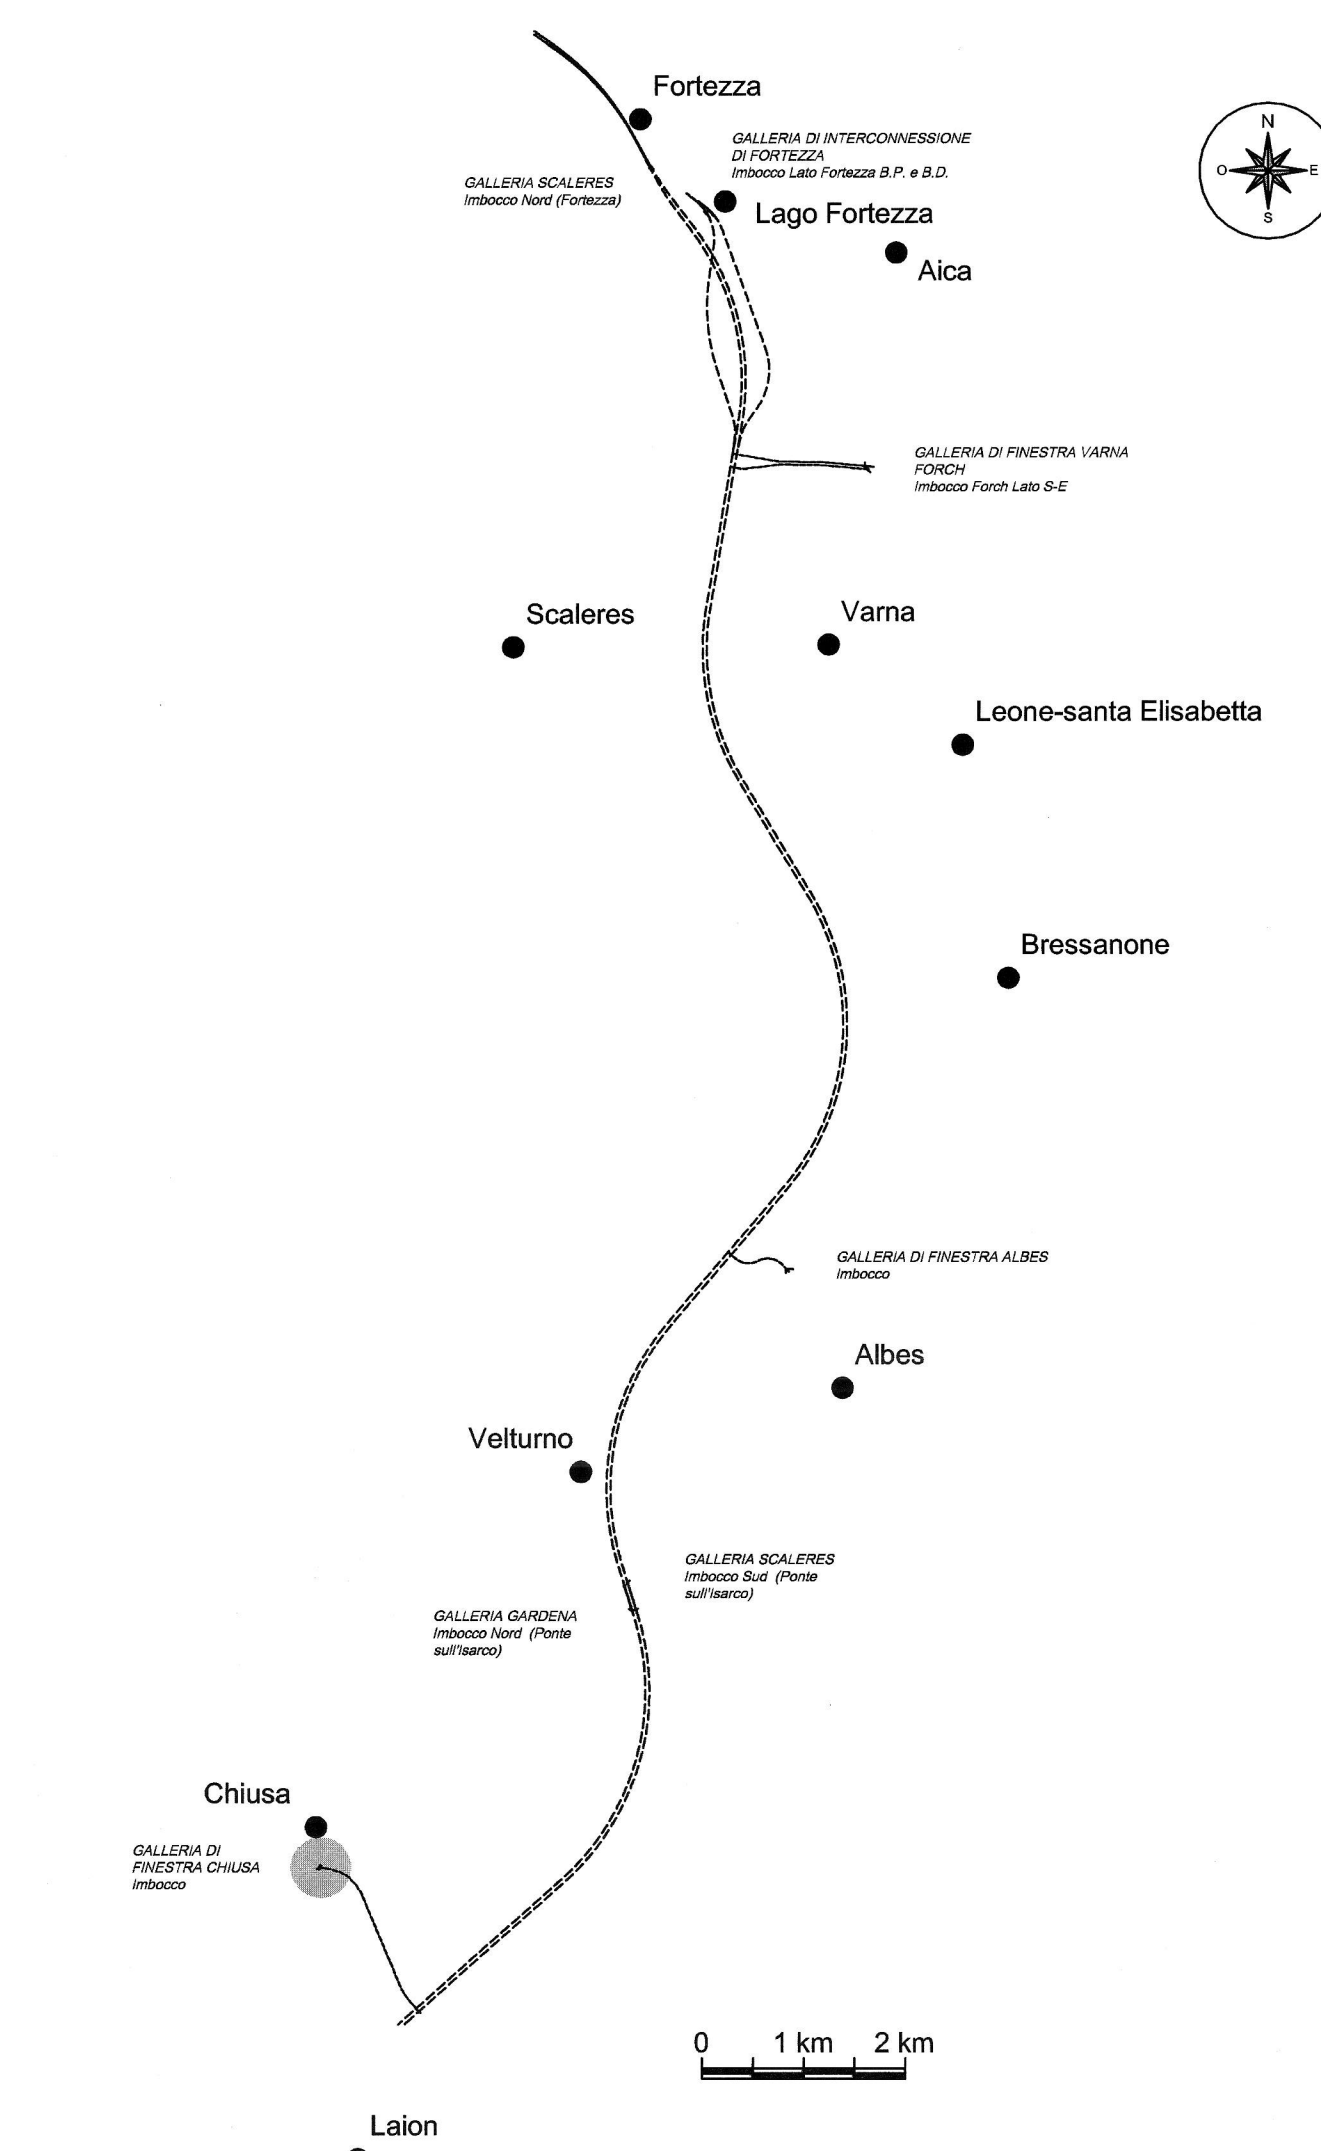 Fortezza
GALLERIA DI INTERCONNESSIONE
DI FORTEZZA
Imbocco Lato Fortezza B.P. e B.D.
N
O
E
S
GALLERIA SCALERES
Imbocco Nord (Fortezza)
Lago Fortezza
Aica
GALLERIA DI FINESTRA VARNA
FORCH
Imbocco Forch Lato S-E
Scaleres
Varna
Leone-santa Elisabetta
Bressanone
GALLERIA DI FINESTRA ALBES
Imbocco
Albes
Velturno
GALLERIA SCALERES
Imbocco Sud (Ponte
sull'Isarco)
GALLERIA GARDENA
Imbocco Nord (Ponte
sull'Isarco)
Chiusa
GALLERIA DI
FINESTRA CHIUSA
Imbocco
0 1 km 2 km
Laion